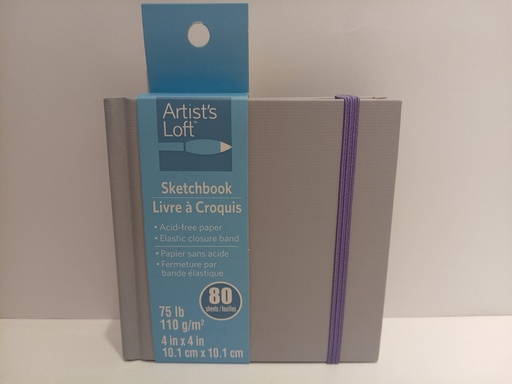 Artist's
Loft™
Sketchbook
Livre à Croquis
• Acid-free paper
• Elastic closure band
• Papier sans acide
• Fermeture par
bande élastique
80
sheets / feuilles
75 lb
110 g/m²
4 in x 4 in
10.1 cm x 10.1 cm